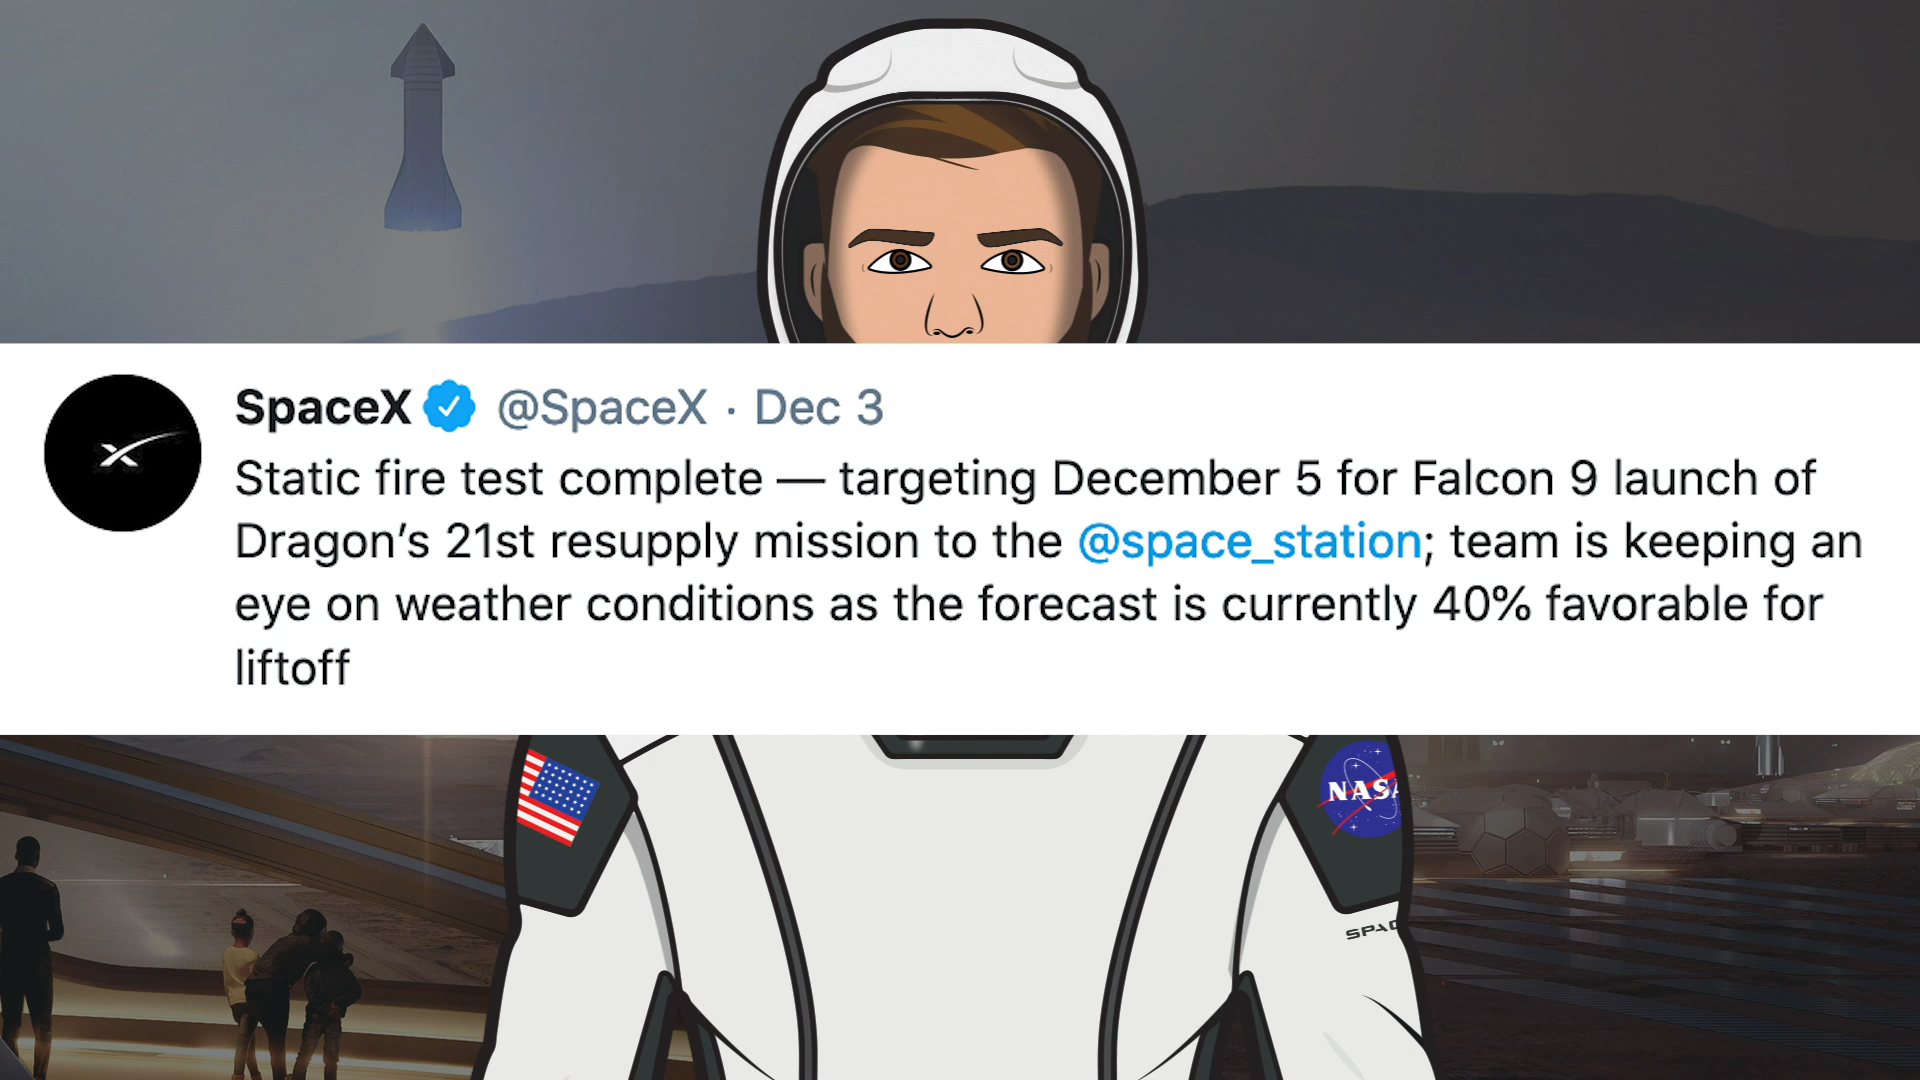 SpaceX @SpaceX · Dec 3
Static fire test complete — targeting December 5 for Falcon 9 launch of
Dragon’s 21st resupply mission to the @space_station; team is keeping an
eye on weather conditions as the forecast is currently 40% favorable for
liftoff
NASA
SPAC